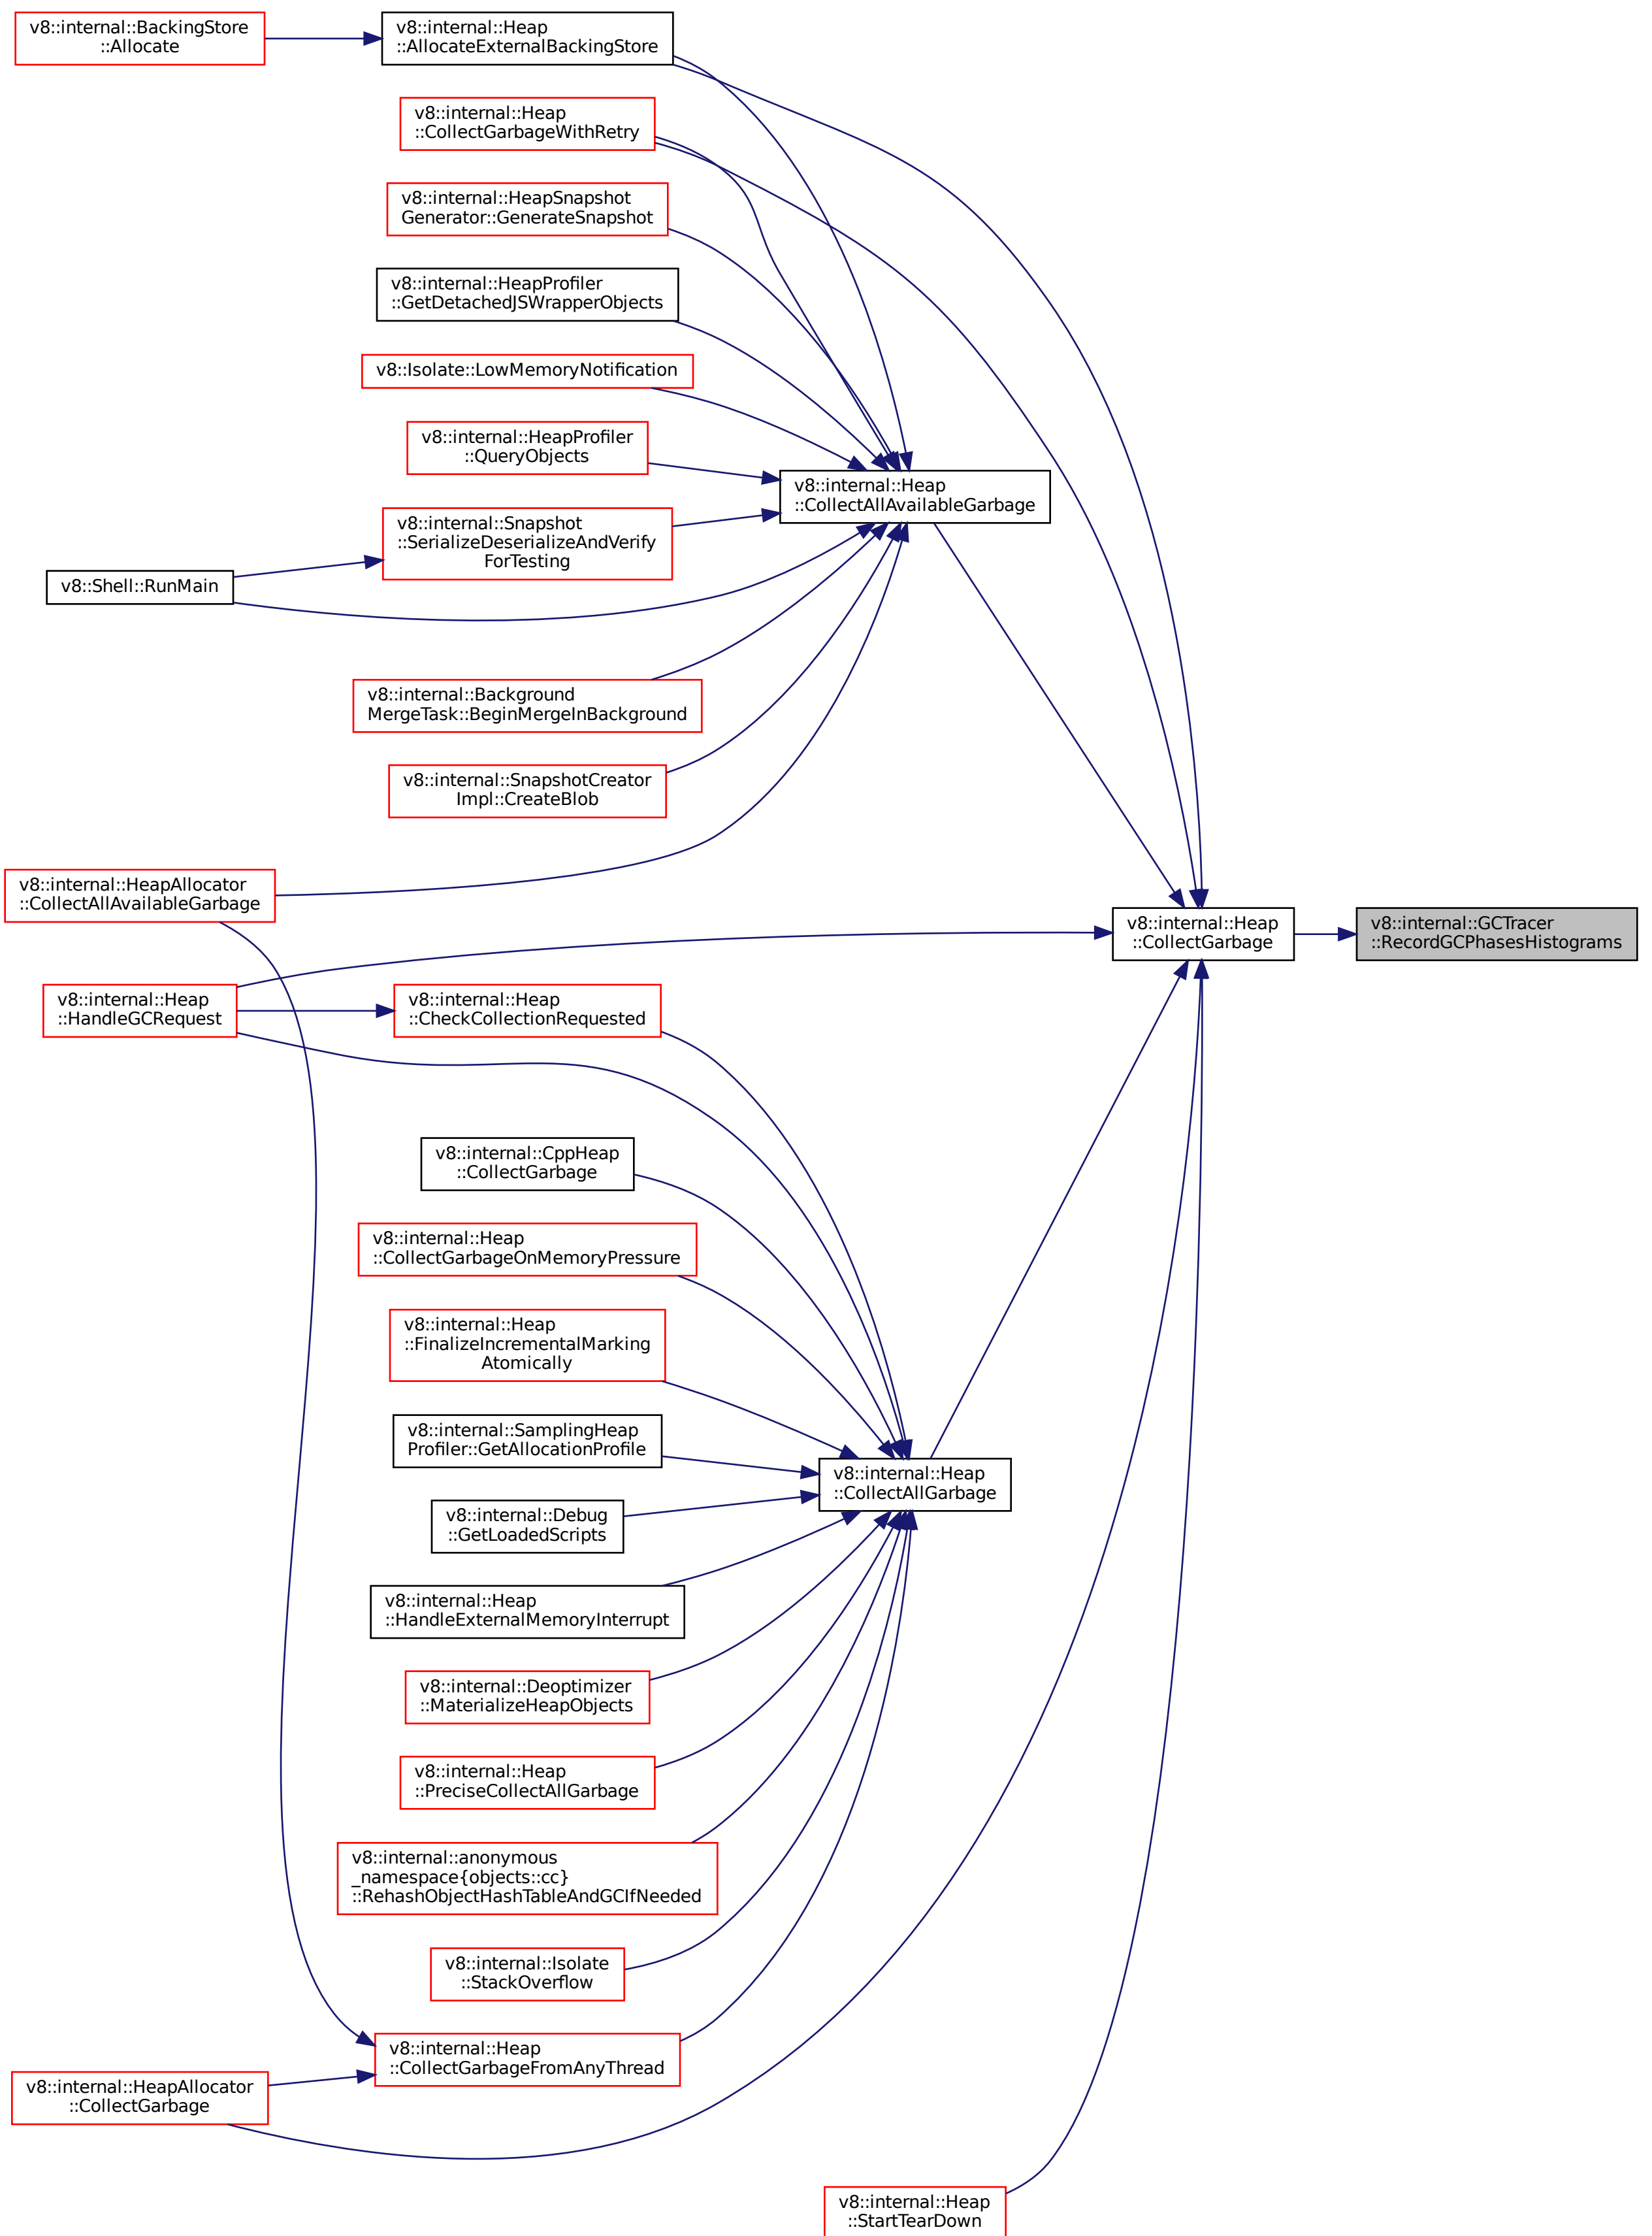 v8::internal::BackingStore
::Allocate
v8::internal::Heap
::AllocateExternalBackingStore
v8::internal::Heap
::CollectGarbageWithRetry
v8::internal::HeapSnapshot
Generator::GenerateSnapshot
v8::internal::HeapProfiler
::GetDetachedJSWrapperObjects
v8::Isolate::LowMemoryNotification
v8::internal::HeapProfiler
::QueryObjects
v8::internal::Heap
::CollectAllAvailableGarbage
v8::internal::Snapshot
::SerializeDeserializeAndVerify
ForTesting
v8::Shell::RunMain
v8::internal::Background
MergeTask::BeginMergeInBackground
v8::internal::SnapshotCreator
Impl::CreateBlob
v8::internal::HeapAllocator
::CollectAllAvailableGarbage
v8::internal::Heap
::CollectGarbage
v8::internal::GCTracer
::RecordGCPhasesHistograms
v8::internal::Heap
::HandleGCRequest
v8::internal::Heap
::CheckCollectionRequested
v8::internal::CppHeap
::CollectGarbage
v8::internal::Heap
::CollectGarbageOnMemoryPressure
v8::internal::Heap
::FinalizeIncrementalMarking
Atomically
v8::internal::SamplingHeap
Profiler::GetAllocationProfile
v8::internal::Heap
::CollectAllGarbage
v8::internal::Debug
::GetLoadedScripts
v8::internal::Heap
::HandleExternalMemoryInterrupt
v8::internal::Deoptimizer
::MaterializeHeapObjects
v8::internal::Heap
::PreciseCollectAllGarbage
v8::internal::anonymous
_namespace{objects::cc}
::RehashObjectHashTableAndGCIfNeeded
v8::internal::Isolate
::StackOverflow
v8::internal::Heap
::CollectGarbageFromAnyThread
v8::internal::HeapAllocator
::CollectGarbage
v8::internal::Heap
::StartTearDown